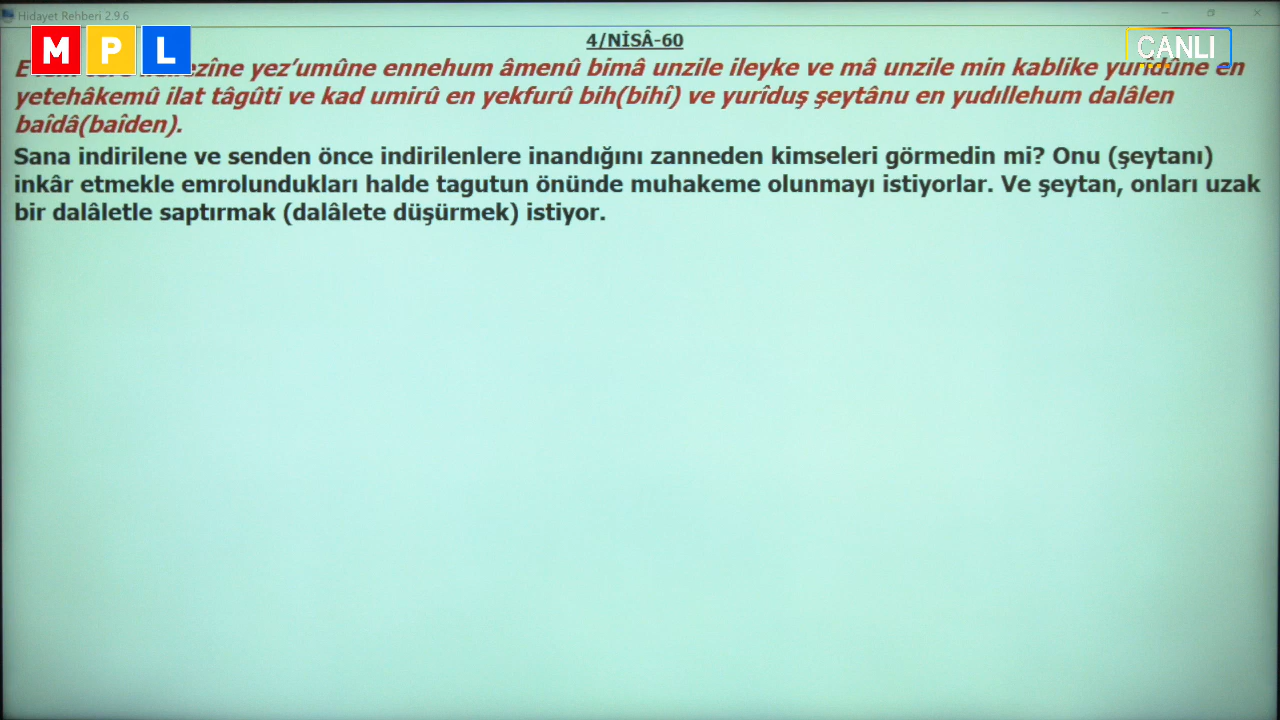 Hidayet Rehberi 2.9.6
MPL
CANLI
4/NİSÂ-60
yez'umûne ennehum âmenû bimâ unzile ileyke ve mâ unzile min kablike yurîdûne en
yetehâkemû ilat tâgûti ve kad umirû en yekfurû bih(bihî) ve yurîduş şeytânu en yudıllehum dalâlen
baîdâ(baîden).
Sana indirilene ve senden önce indirilenlere inandığını zanneden kimseleri görmedin mi? Onu (şeytanı)
inkâr etmekle emrolundukları halde tagutun önünde muhakeme olunmayı istiyorlar. Ve şeytan, onları uzak
bir dalâletle saptırmak (dalâlete düşürmek) istiyor.